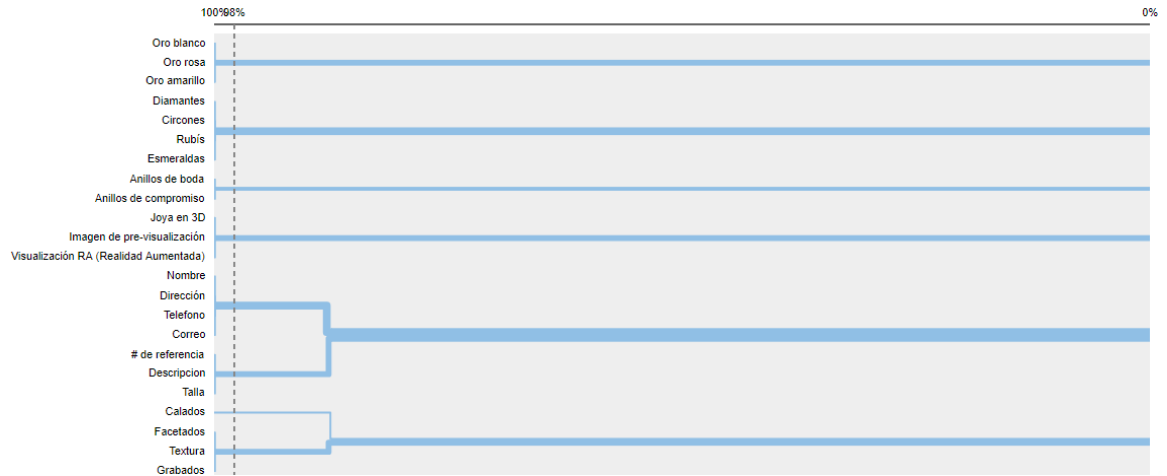 100% 98% 0%
Oro blanco
Oro rosa
Oro amarillo
Diamantes
Circones
Rubís
Esmeraldas
Anillos de boda
Anillos de compromiso
Joya en 3D
Imagen de pre-visualización
Visualización RA (Realidad Aumentada)
Nombre
Dirección
Telefono
Correo
# de referencia
Descripcion
Talla
Calados
Facetados
Textura
Grabados